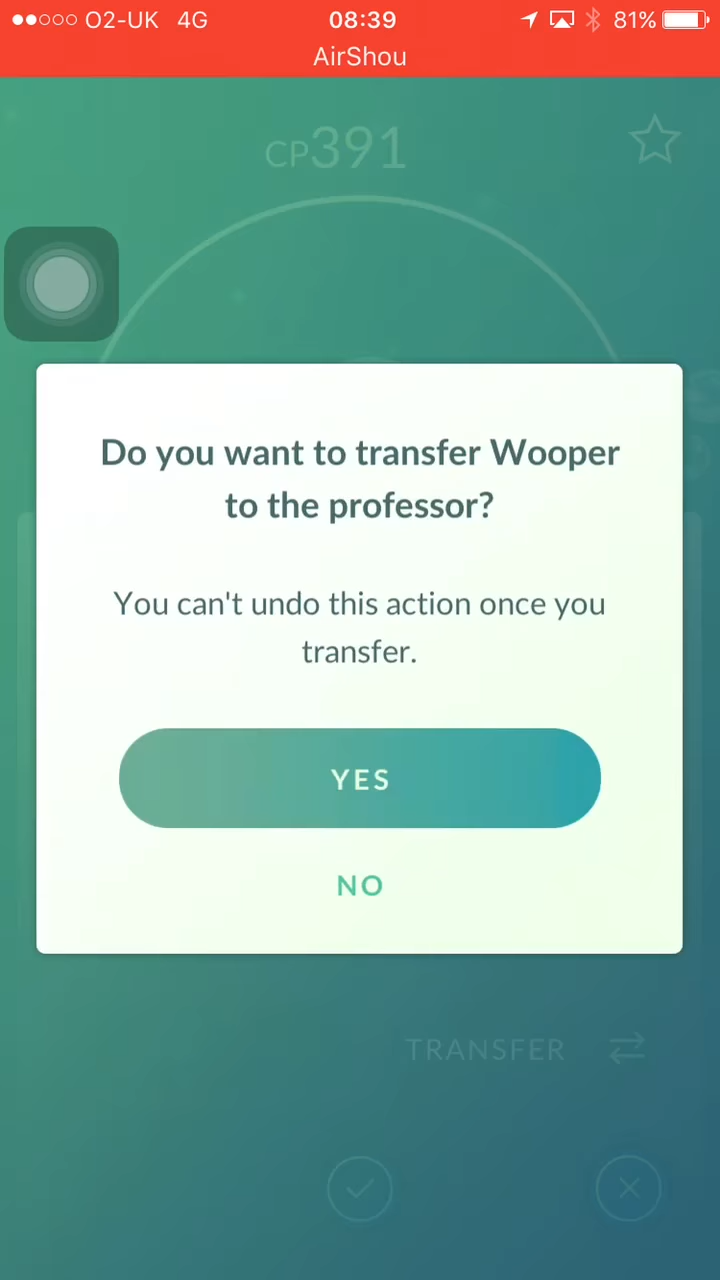 O2-UK 4G 08:39 81%
AirShou
CP391
Do you want to transfer Wooper
to the professor?
You can't undo this action once you
transfer.
YES
NO
TRANSFER